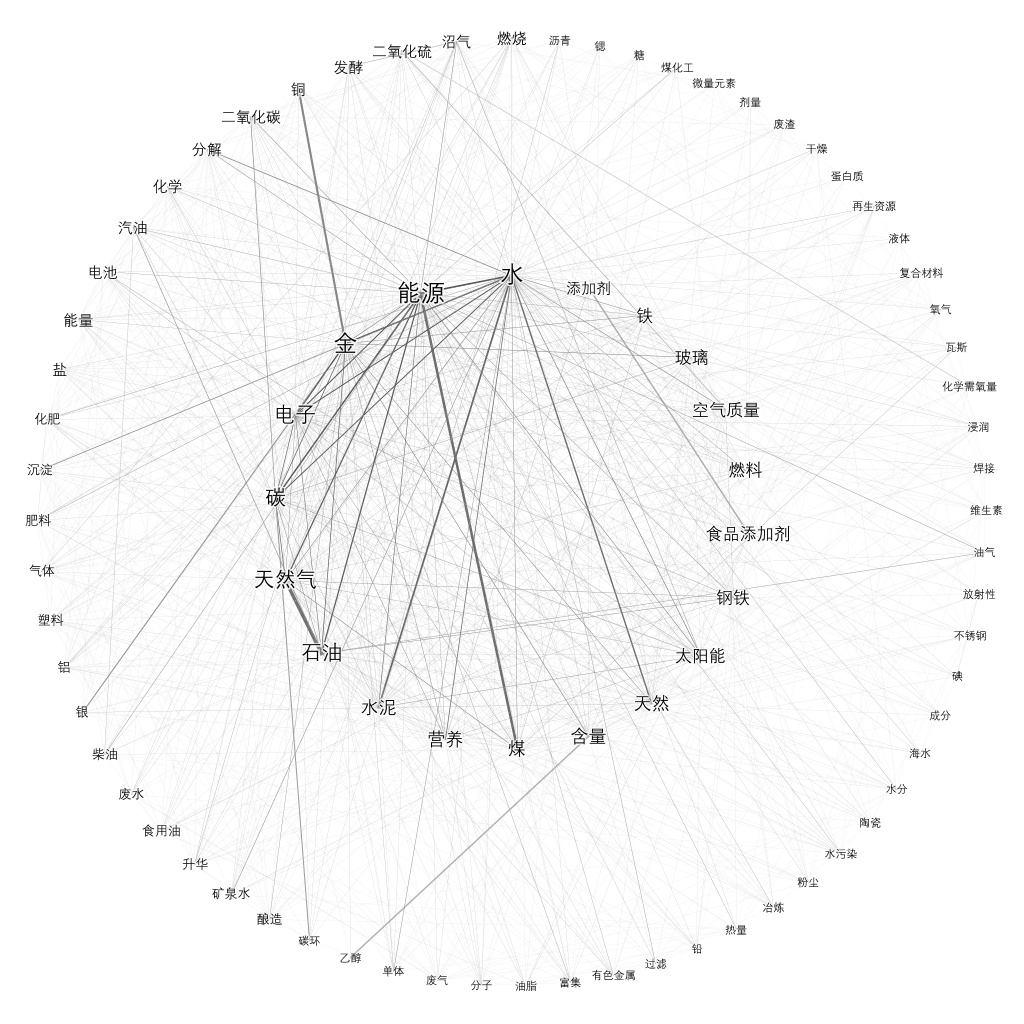 燃烧
沥青
锶
糖
煤化工
微量元素
剂量
废渣
干燥
蛋白质
再生资源
液体
复合材料
氧气
瓦斯
化学需氧量
浸润
焊接
维生素
油气
放射性
不锈钢
碘
成分
海水
水分
陶瓷
水污染
粉尘
冶炼
热量
铅
过滤
有色金属
富集
油脂
分子
废气
单体
乙醇
碳环
酿造
矿泉水
升华
食用油
废水
柴油
银
铝
塑料
气体
肥料
沉淀
化肥
盐
能量
电池
汽油
化学
分解
二氧化碳
铜
发酵
二氧化硫
沼气
水
添加剂
铁
玻璃
空气质量
燃料
食品添加剂
钢铁
太阳能
天然
含量
煤
营养
水泥
石油
天然气
碳
电子
金
能源